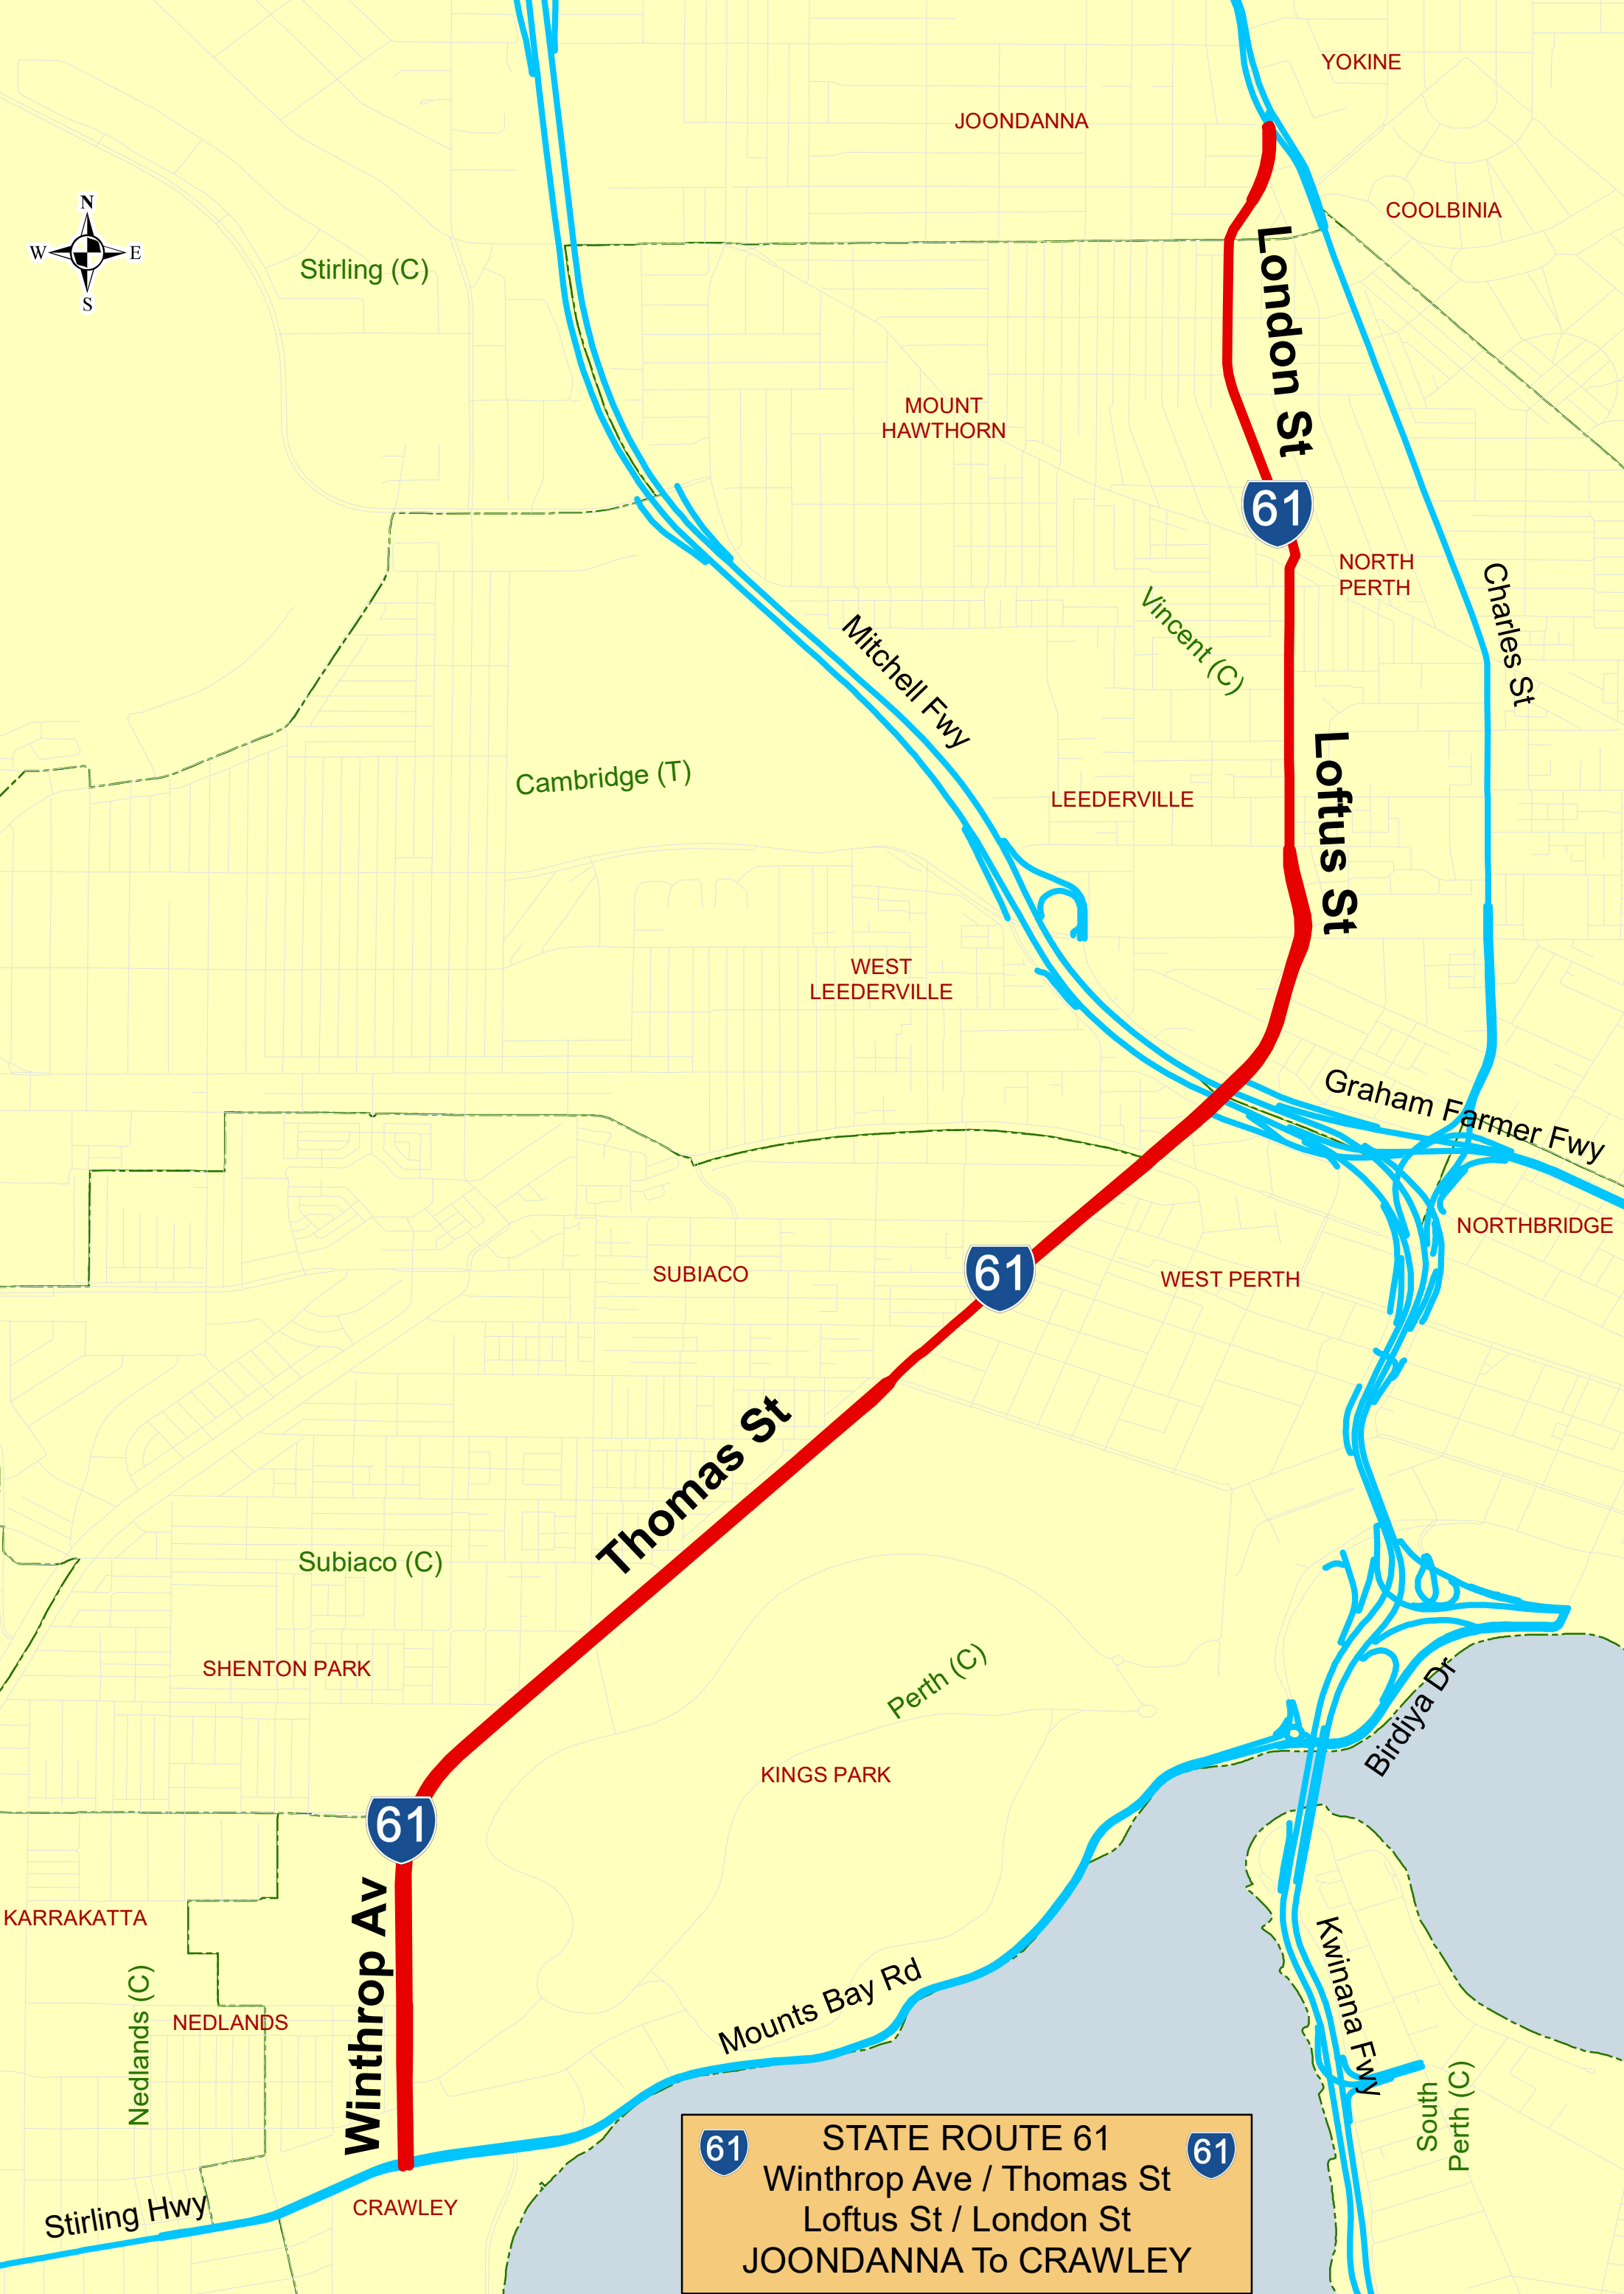 YOKINE
JOONDANNA
COOLBINIA
N
W E
S
Stirling (C)
London St
MOUNT
HAWTHORN
61
NORTH
PERTH
Charles St
Vincent (C)
Mitchell Fwy
Cambridge (T)
LEEDERVILLE
Loftus St
WEST
LEEDERVILLE
Graham Farmer Fwy
NORTHBRIDGE
SUBIACO
61
WEST PERTH
Thomas St
Subiaco (C)
SHENTON PARK
Perth (C)
Birdiya Dr
KINGS PARK
61
KARRAKATTA
Winthrop Av
Nedlands (C)
NEDLANDS
Mounts Bay Rd
Kwinana Fwy
South
Perth (C)
Stirling Hwy
CRAWLEY
61 STATE ROUTE 61 61
Winthrop Ave / Thomas St
Loftus St / London St
JOONDANNA To CRAWLEY